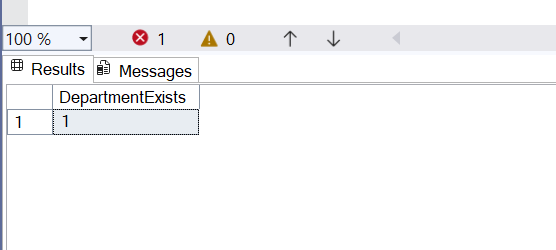 100 % 1 0
Results Messages
DepartmentExists
1 1